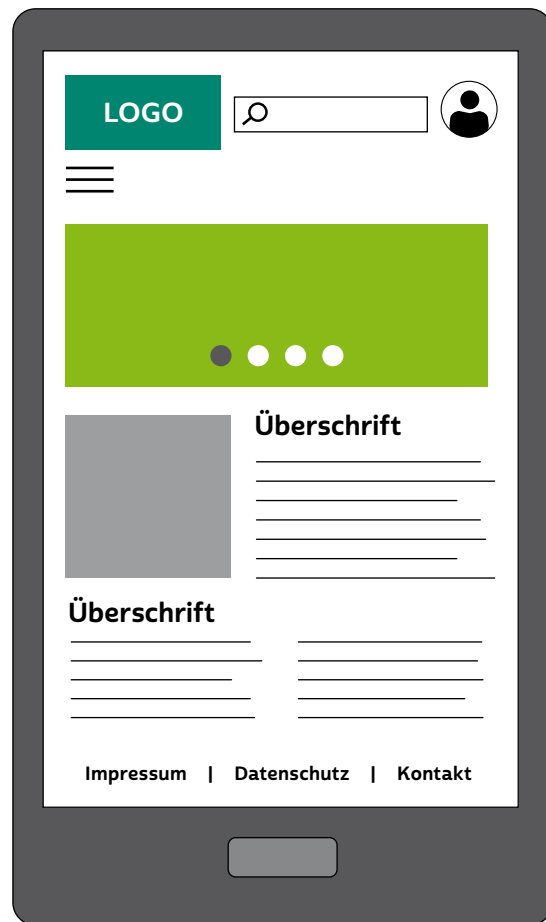 LOGO
Überschrift
Überschrift
Impressum | Datenschutz | Kontakt